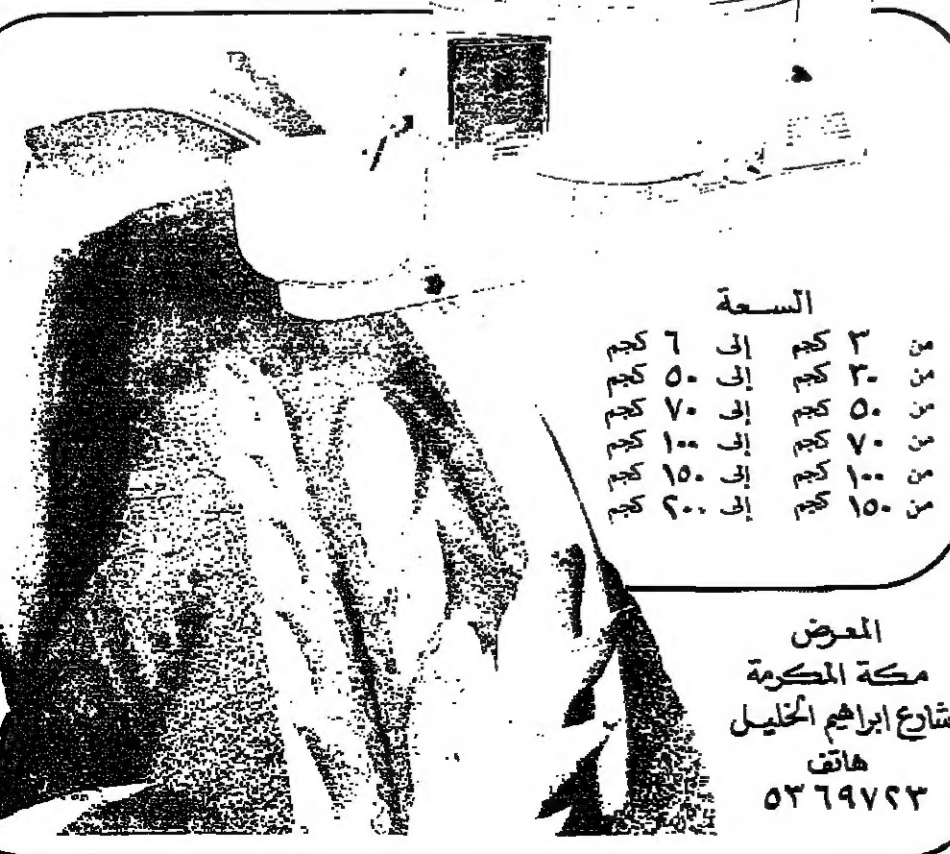 السعة
من ٣ كجم إلى ٦ كجم
من ٣٠ كجم إلى ٥٠ كجم
من ٥٠ كجم إلى ٧٠ كجم
من ٧٠ كجم إلى ١٠٠ كجم
من ١٠٠ كجم إلى ١٥٠ كجم
من ١٥٠ كجم إلى ٢٠٠ كجم
المعرض
مكة المكرمة
شارع ابراهيم الخليل
هاتف
٥٣٦٩٧٢٣